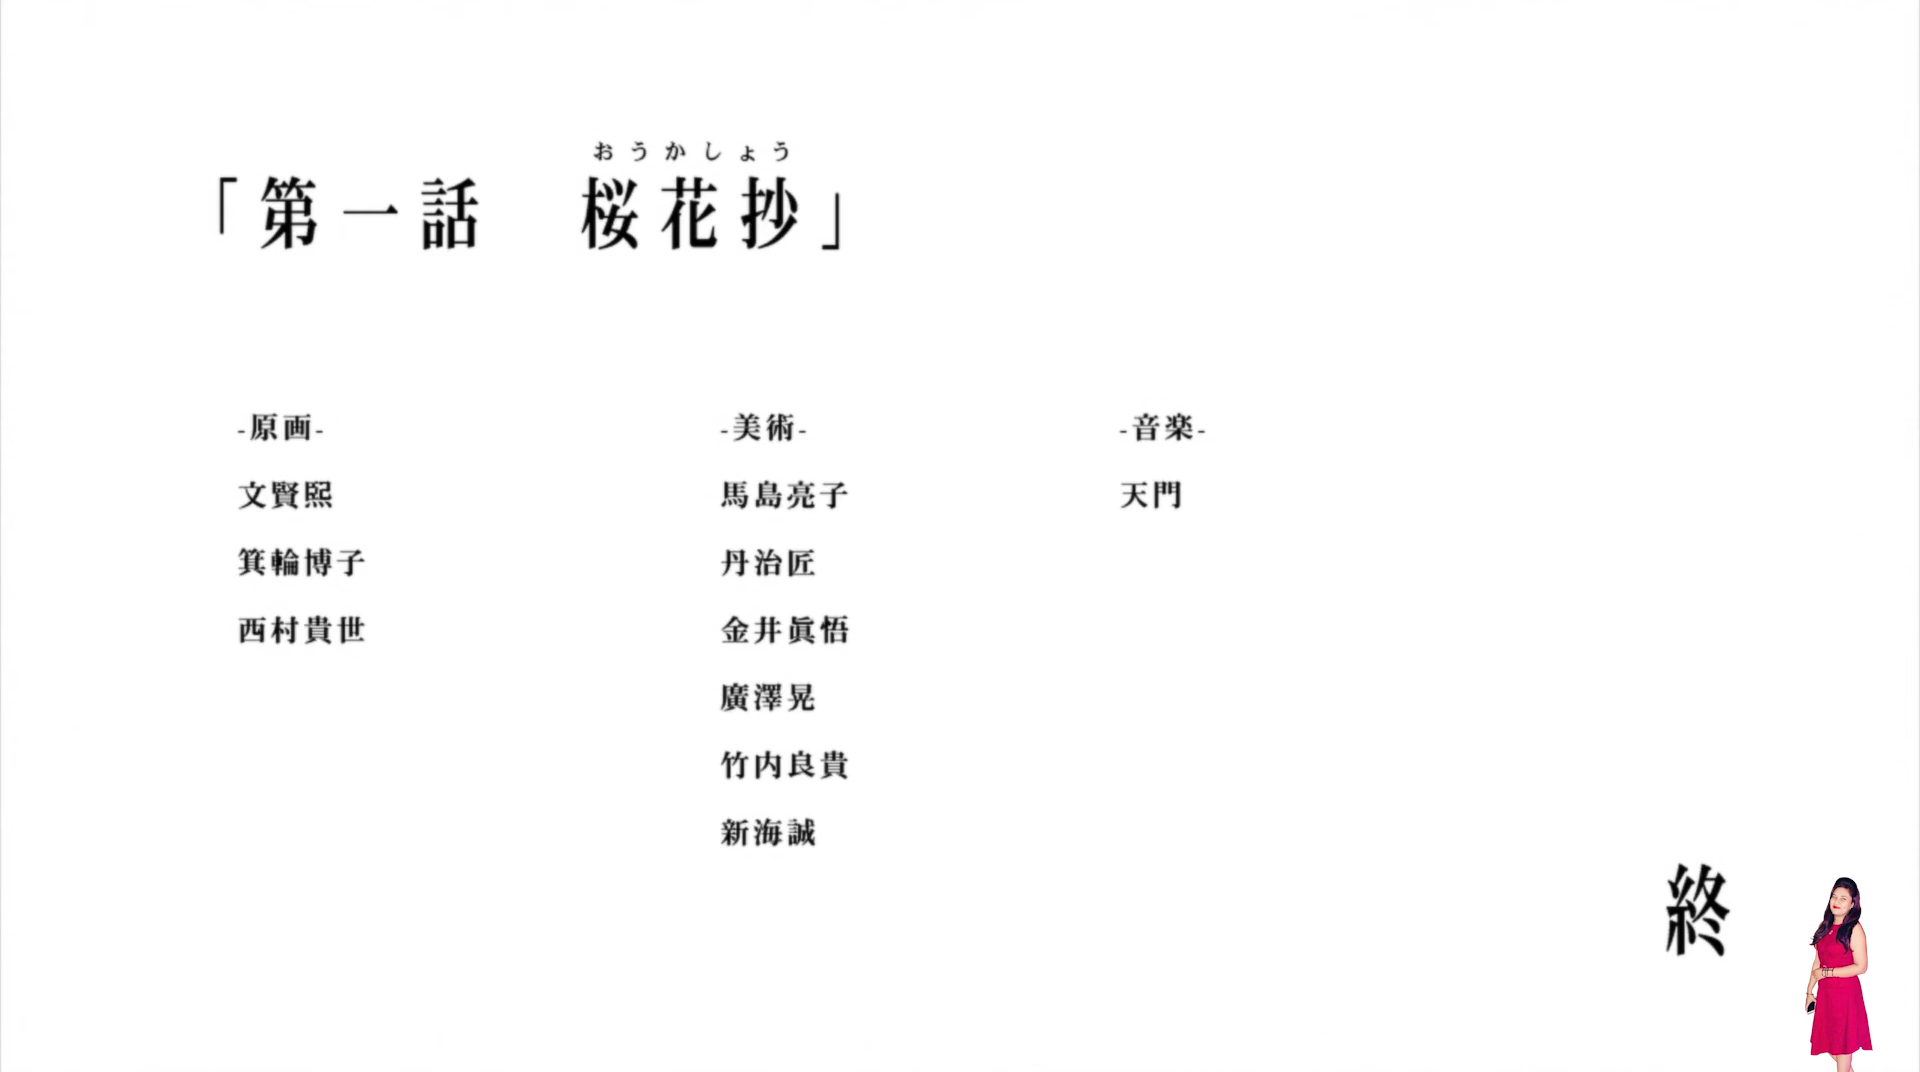 おうかしょう
「第一話　桜花抄」
-原画-
文賢熙
箕輪博子
西村貴世
-美術-
馬島亮子
丹治匠
金井眞悟
廣澤晃
竹内良貴
新海誠
-音楽-
天門
終